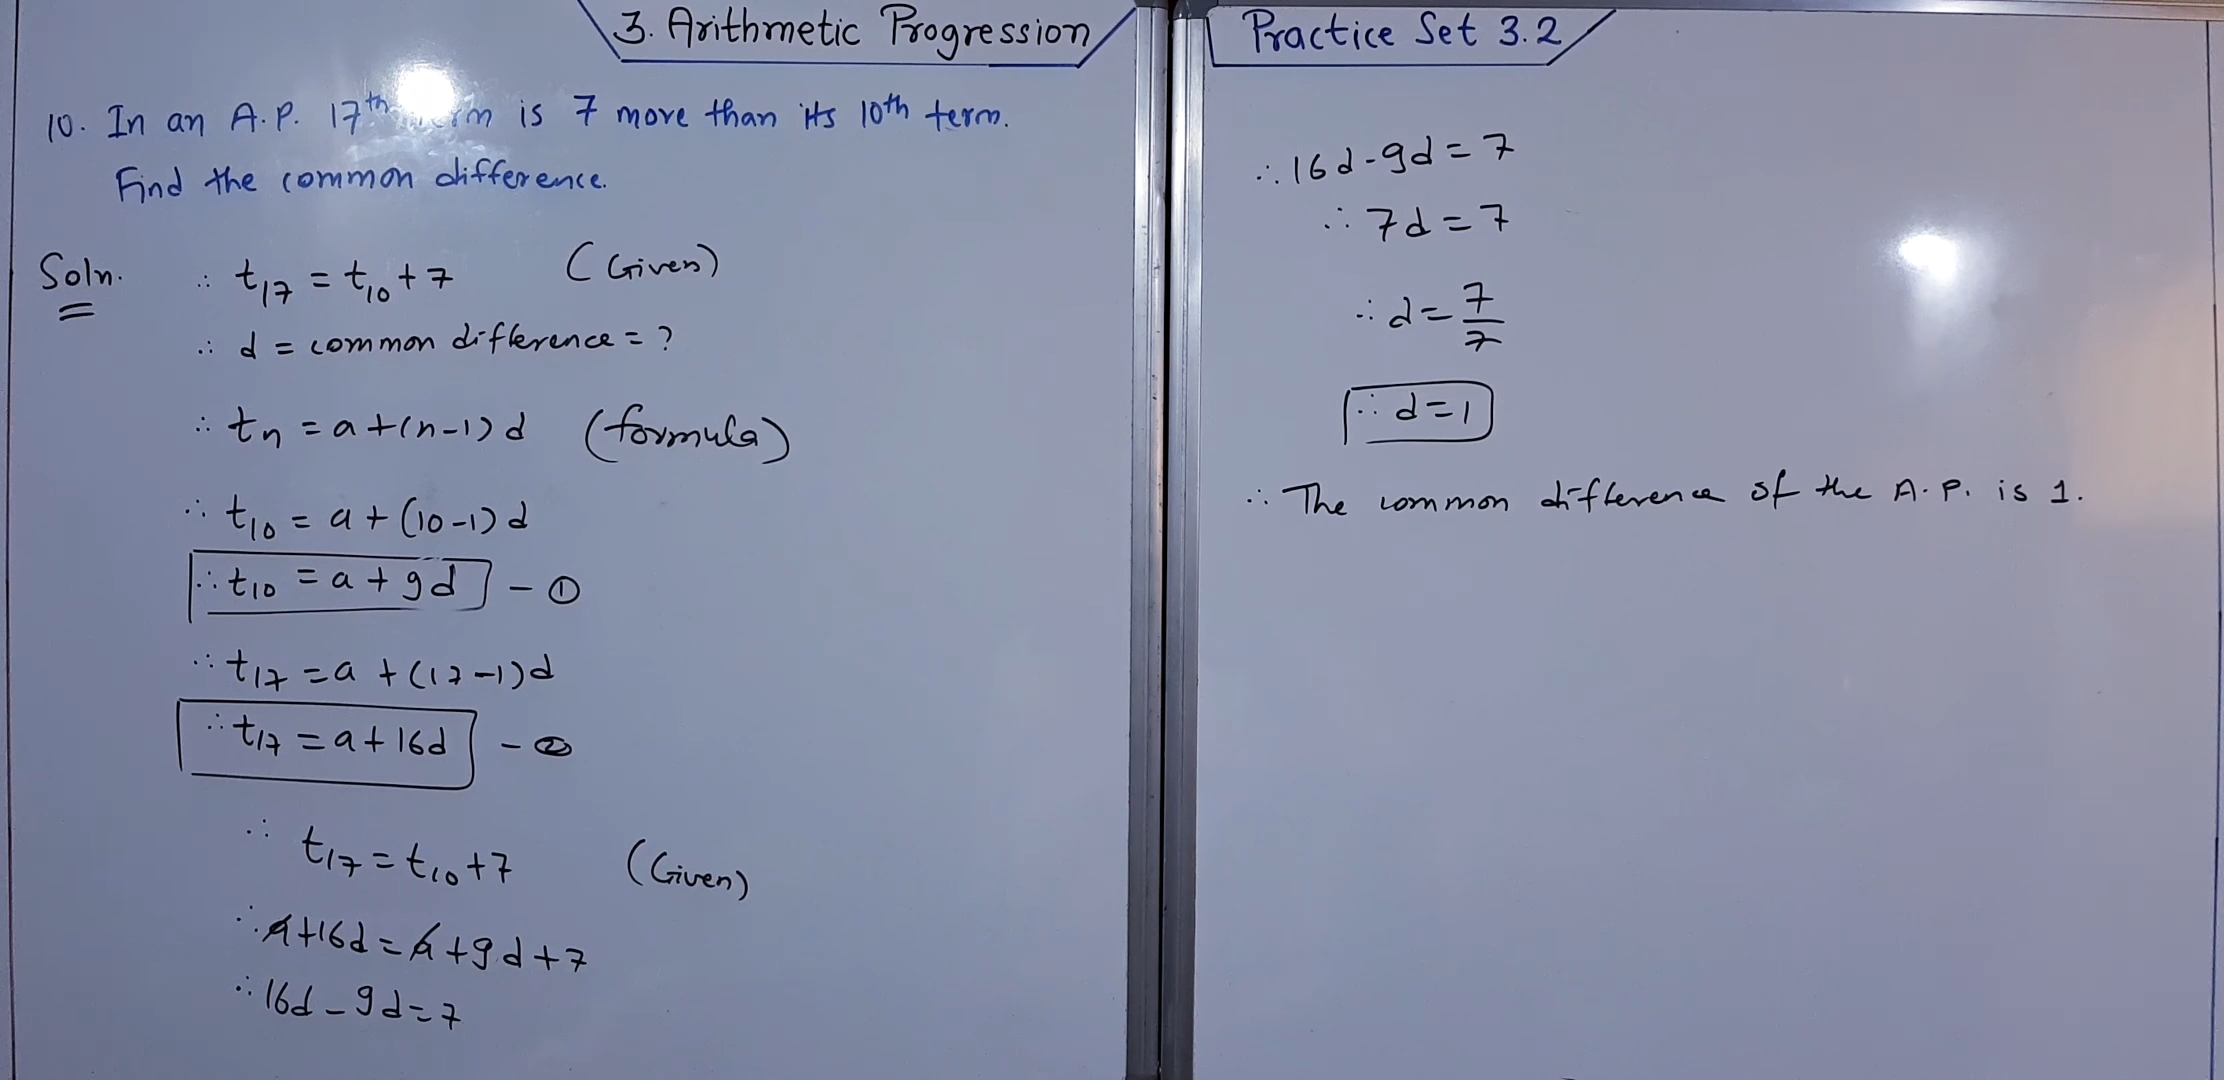 3. Arithmetic Progression
Practice Set 3.2
10. In an A.P. 17th term is 7 more than its 10th term.
Find the common difference.
Soln.
∴ t17 = t10 + 7 (Given)
∴ d = common difference = ?
∴ tn = a + (n-1) d (formula)
∴ t10 = a + (10-1) d
∴ t10 = a + 9d - ①
∴ t17 = a + (17-1) d
∴ t17 = a + 16d - ②
∴ t17 = t10 + 7 (Given)
∴ a + 16d = a + 9d + 7
∴ 16d - 9d = 7
∴ 16d - 9d = 7
∴ 7d = 7
∴ d = 7/7
∴ d = 1
∴ The common difference of the A.P. is 1.